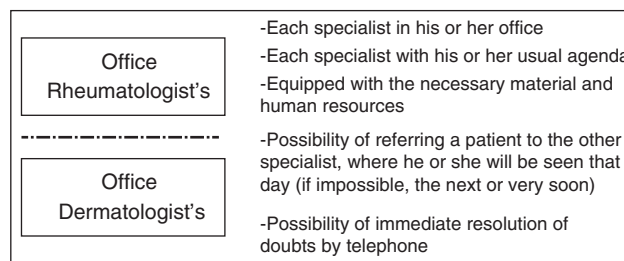 Office
Rheumatologist's
Office
Dermatologist's
-Each specialist in his or her office
-Each specialist with his or her usual agenda
-Equipped with the necessary material and
human resources
-Possibility of referring a patient to the other
specialist, where he or she will be seen that
day (if impossible, the next or very soon)
-Possibility of immediate resolution of
doubts by telephone